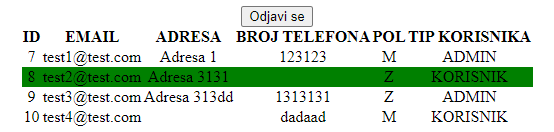 Odjavi se
ID EMAIL ADRESA BROJ TELEFONA POL TIP KORISNIKA
7 test1@test.com Adresa 1 123123 M ADMIN
8 test2@test.com Adresa 3131 Z KORISNIK
9 test3@test.com Adresa 313dd 1313131 Z ADMIN
10 test4@test.com dadaad M KORISNIK